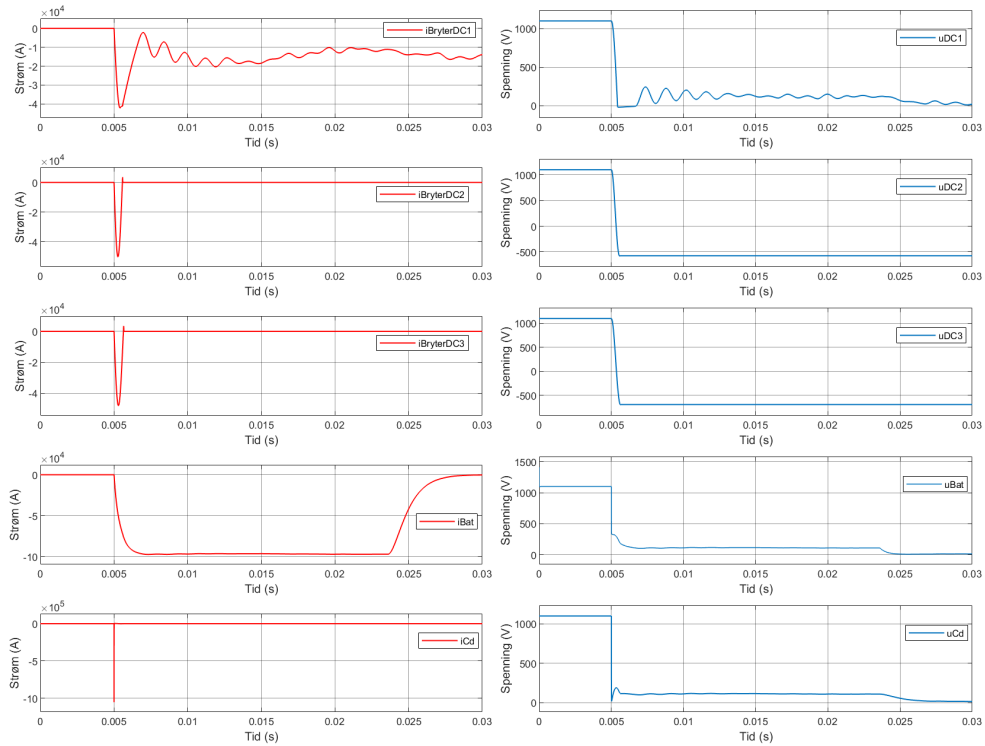 ×10⁴
0
-1
-2
-3
-4
Strøm (A)
iBryterDC1
0 0.005 0.01 0.015 0.02 0.025 0.03
Tid (s)
1000
500
0
Spenning (V)
uDC1
0 0.005 0.01 0.015 0.02 0.025 0.03
Tid (s)
×10⁴
0
-2
-4
Strøm (A)
iBryterDC2
0 0.005 0.01 0.015 0.02 0.025 0.03
Tid (s)
1000
500
0
-500
Spenning (V)
uDC2
0 0.005 0.01 0.015 0.02 0.025 0.03
Tid (s)
×10⁴
0
-2
-4
Strøm (A)
iBryterDC3
0 0.005 0.01 0.015 0.02 0.025 0.03
Tid (s)
1000
500
0
-500
Spenning (V)
uDC3
0 0.005 0.01 0.015 0.02 0.025 0.03
Tid (s)
×10⁴
0
-5
-10
Strøm (A)
iBat
0 0.005 0.01 0.015 0.02 0.025 0.03
Tid (s)
1500
1000
500
0
Spenning (V)
uBat
0 0.005 0.01 0.015 0.02 0.025 0.03
Tid (s)
×10⁵
0
-5
-10
Strøm (A)
iCd
0 0.005 0.01 0.015 0.02 0.025 0.03
Tid (s)
1000
500
0
Spenning (V)
uCd
0 0.005 0.01 0.015 0.02 0.025 0.03
Tid (s)